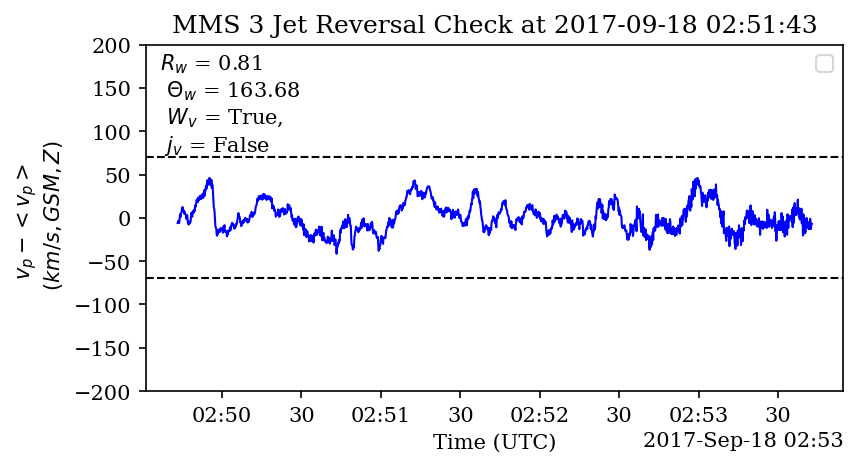 MMS 3 Jet Reversal Check at 2017-09-18 02:51:43
200
150
100
50
0
−50
−100
−150
−200
v_p − < v_p >
(km/s, GSM, Z)
R_w = 0.81
Θ_w = 163.68
W_v = True,
j_v = False
02:50 30 02:51 30 02:52 30 02:53 30
Time (UTC)
2017-Sep-18 02:53